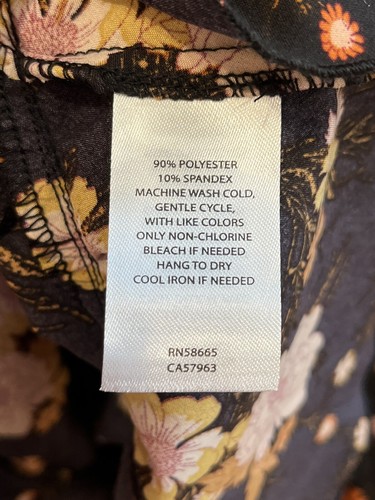 90% POLYESTER
10% SPANDEX
MACHINE WASH COLD,
GENTLE CYCLE,
WITH LIKE COLORS
ONLY NON-CHLORINE
BLEACH IF NEEDED
HANG TO DRY
COOL IRON IF NEEDED
RN58665
CA57963